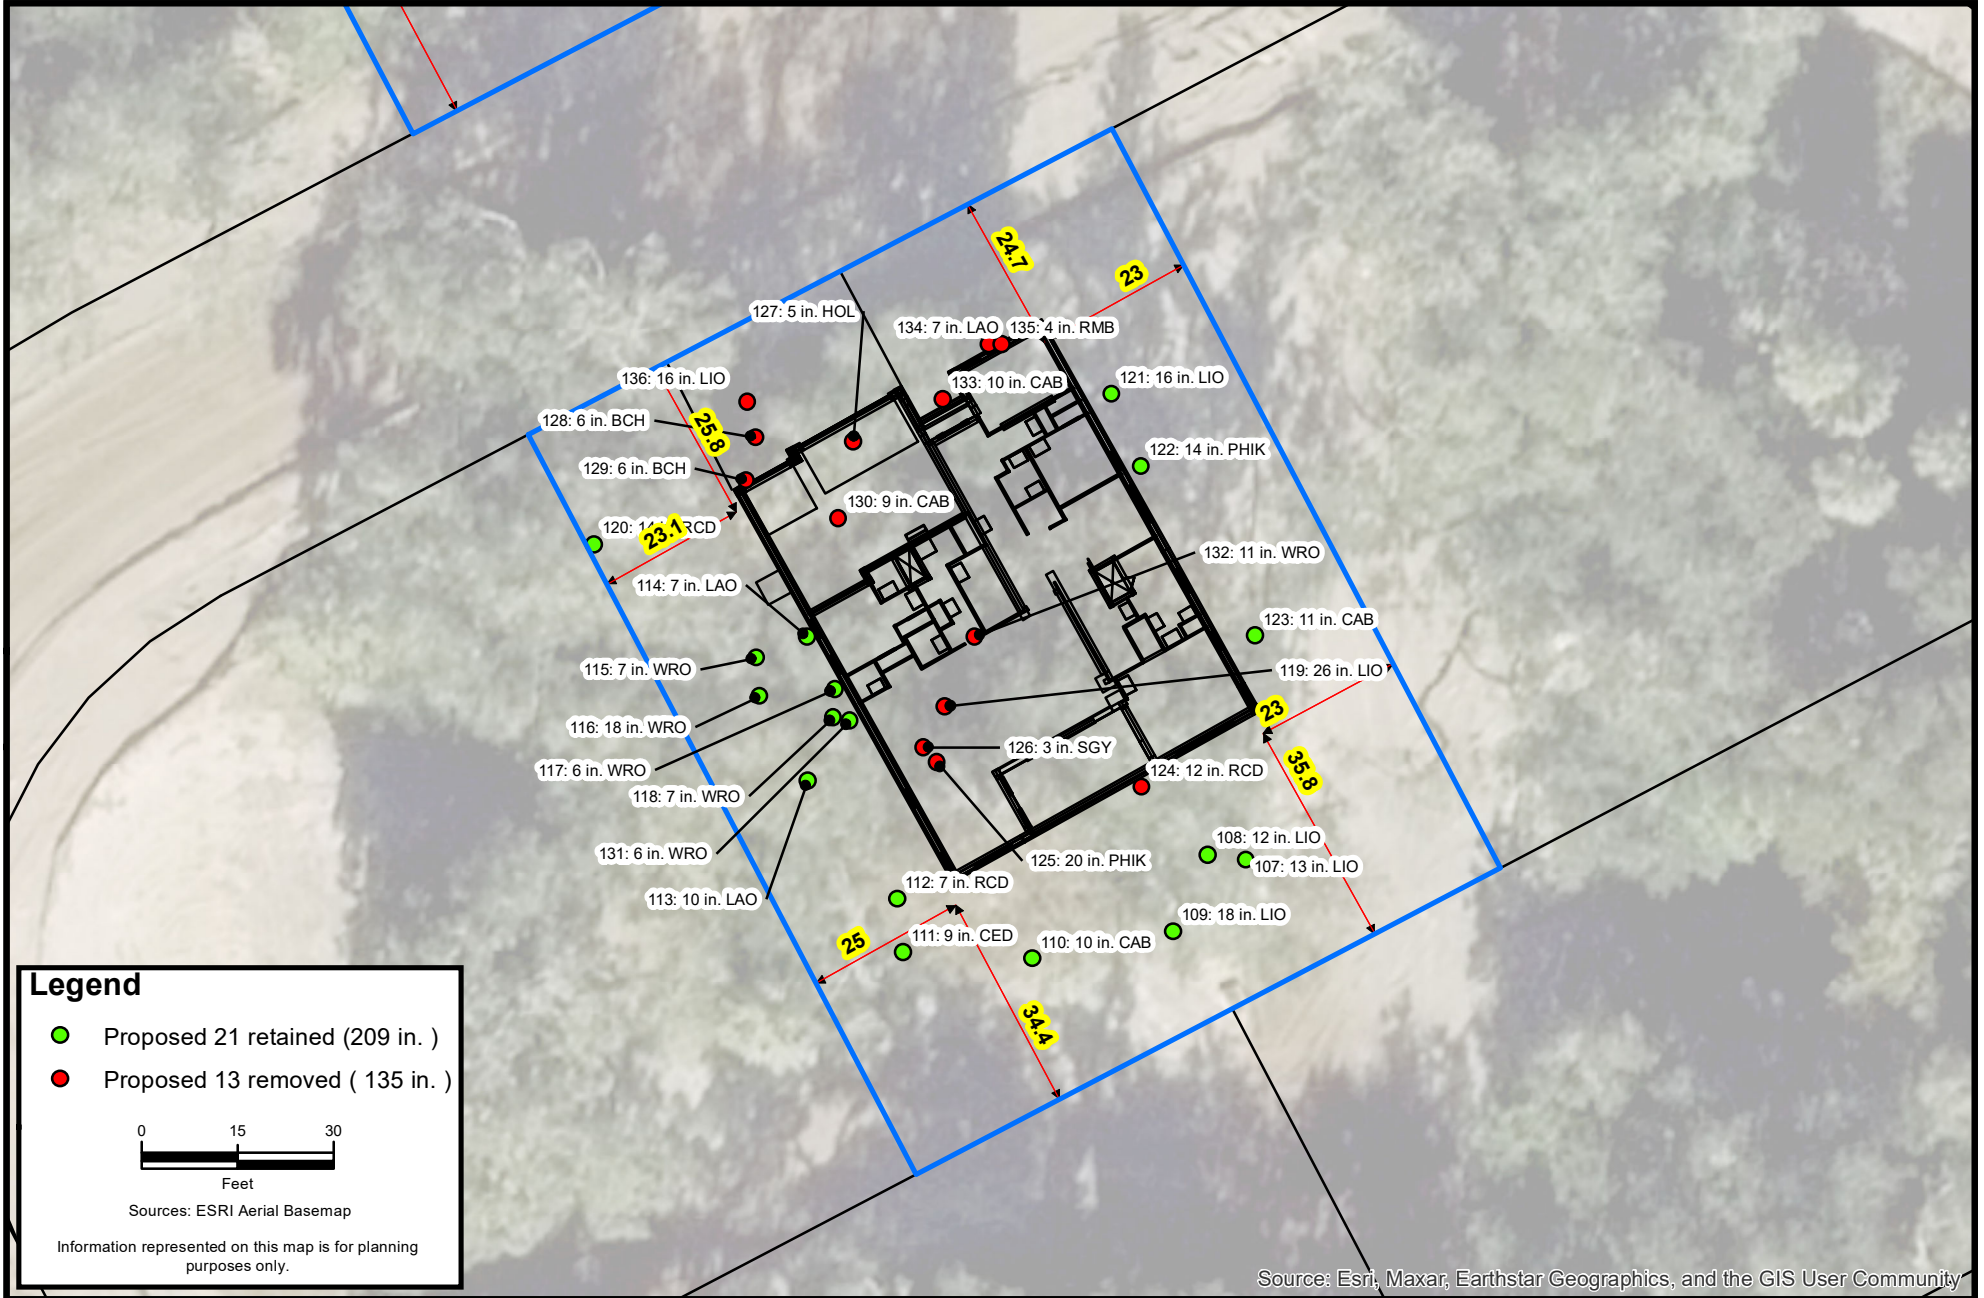 24.7
23
127: 5 in. HOL
134: 7 in. LAO
135: 4 in. RMB
136: 16 in. LIO
133: 10 in. CAB
121: 16 in. LIO
128: 6 in. BCH
25.8
122: 14 in. PHIK
129: 6 in. BCH
130: 9 in. CAB
120: 14 RCD
23.1
132: 11 in. WRO
114: 7 in. LAO
123: 11 in. CAB
115: 7 in. WRO
119: 26 in. LIO
116: 18 in. WRO
23
126: 3 in. SGY
117: 6 in. WRO
124: 12 in. RCD
35.8
118: 7 in. WRO
108: 12 in. LIO
131: 6 in. WRO
125: 20 in. PHIK
107: 13 in. LIO
112: 7 in. RCD
113: 10 in. LAO
109: 18 in. LIO
111: 9 in. CED
25
110: 10 in. CAB
34.4
Legend
Proposed 21 retained (209 in. )
Proposed 13 removed ( 135 in. )
0 15 30
Feet
Sources: ESRI Aerial Basemap
Information represented on this map is for planning
purposes only.
Source: Esri, Maxar, Earthstar Geographics, and the GIS User Community